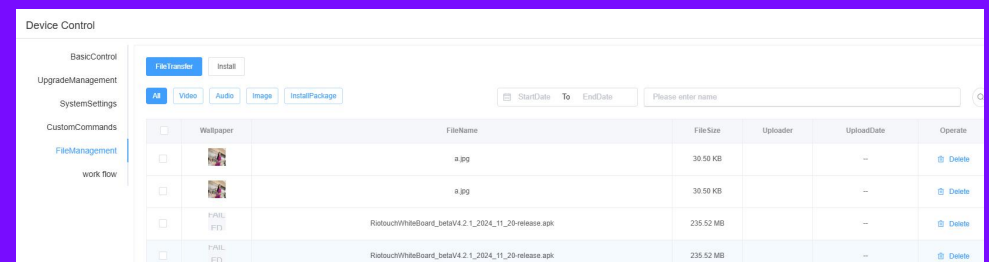 Device Control
BasicControl
UpgradeManagement
SystemSettings
CustomCommands
FileManagement
work flow
FileTransfer Install
All Video Audio Image InstallPackage StartDate To EndDate Please enter name
Wallpaper FileName FileSize Uploader UploadDate Operate
a.jpg 30.50 KB -- Delete
a.jpg 30.50 KB -- Delete
FAIL
ED
RiotouchWhiteBoard_betaV4.2.1_2024_11_20-release.apk 235.52 MB -- Delete
FAIL
ED
RiotouchWhiteBoard_betaV4.2.1_2024_11_20-release.apk 235.52 MB -- Delete